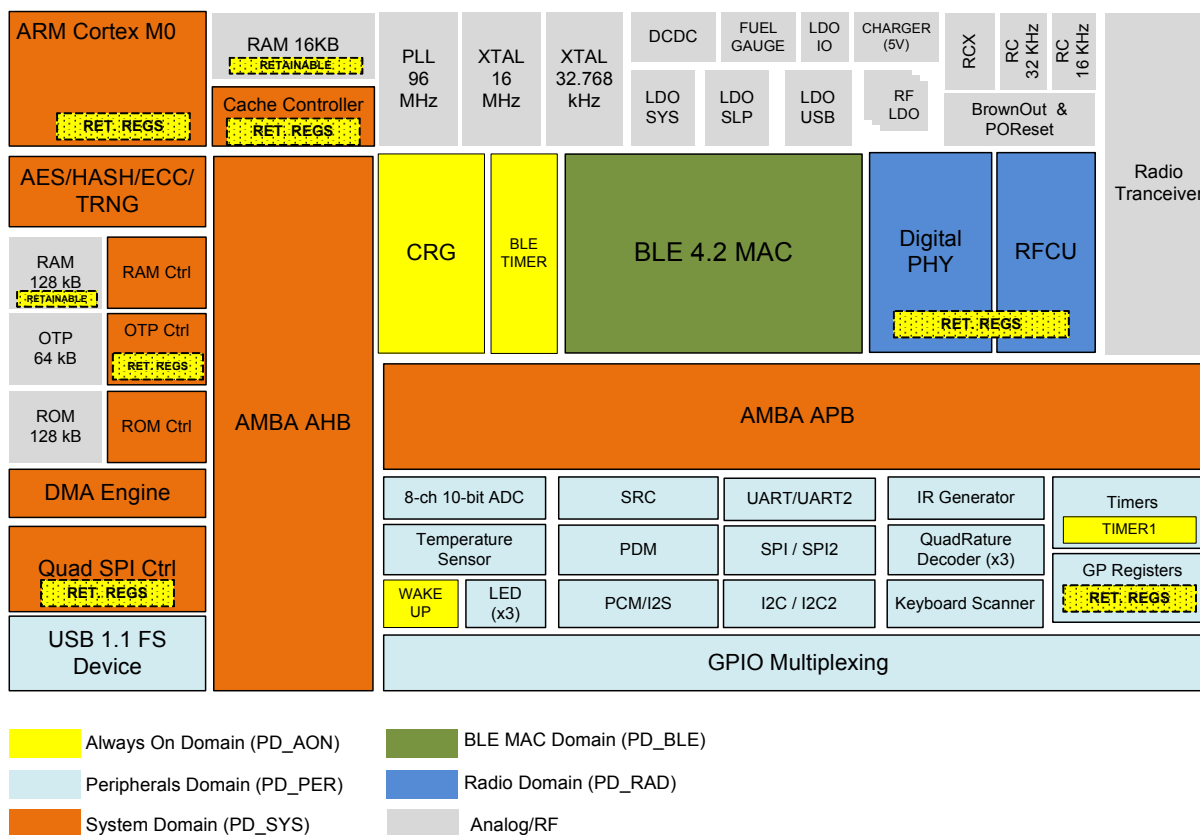 ARM Cortex M0
RET. REGS
RAM 16KB
RETAINABLE
Cache Controller
RET. REGS
PLL
96
MHz
XTAL
16
MHz
XTAL
32.768
kHz
DCDC
FUEL
GAUGE
LDO
IO
CHARGER
(5V)
LDO
SYS
LDO
SLP
LDO
USB
RF
LDO
RCX
RC
32 KHz
RC
16 KHz
BrownOut &
POReset
Radio
Tranceiver
AES/HASH/ECC/
TRNG
RAM
128 kB
RETAINABLE
RAM Ctrl
OTP
64 kB
OTP Ctrl
RET. REGS
ROM
128 kB
ROM Ctrl
DMA Engine
Quad SPI Ctrl
RET. REGS
USB 1.1 FS
Device
AMBA AHB
CRG
BLE
TIMER
BLE 4.2 MAC
Digital
PHY
RFCU
RET. REGS
AMBA APB
8-ch 10-bit ADC
SRC
UART/UART2
IR Generator
Timers
TIMER1
Temperature
Sensor
PDM
SPI / SPI2
QuadRature
Decoder (x3)
GP Registers
RET. REGS
WAKE
UP
LED
(x3)
PCM/I2S
I2C / I2C2
Keyboard Scanner
GPIO Multiplexing
Always On Domain (PD_AON)
BLE MAC Domain (PD_BLE)
Peripherals Domain (PD_PER)
Radio Domain (PD_RAD)
System Domain (PD_SYS)
Analog/RF